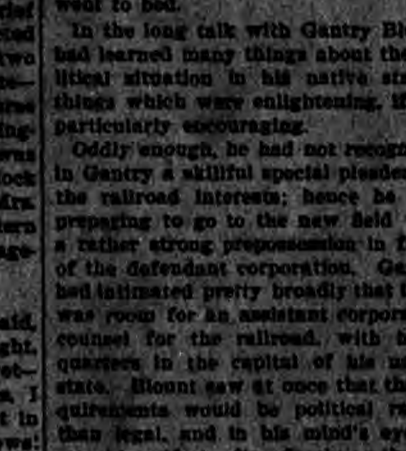 went to bed.
In the long talk with Gantry Bl
had learned many things about the
litical situation in his native sta
things which were enlightening, if
particularly encouraging.
Oddly enough, he had not recogn
in Gantry a skillful special pleader
the railroad interests; hence he
preparing to go to the new field
a rather strong prepossession in f
of the defendant corporation. Ga
had intimated pretty broadly that t
was room for an assistant corpora
counsel for the railroad, with h
quarters in the capital of his na
state. Blount saw at once that th
quirements would be political ra
than legal, and in his mind's eye